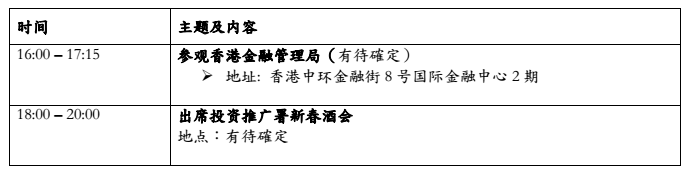 时间 主题及内容
16:00 – 17:15 参观香港金融管理局（有待確定）
➢ 地址: 香港中环金融街 8 号国际金融中心 2 期
18:00 – 20:00 出席投资推广署新春酒会
地点：有待確定